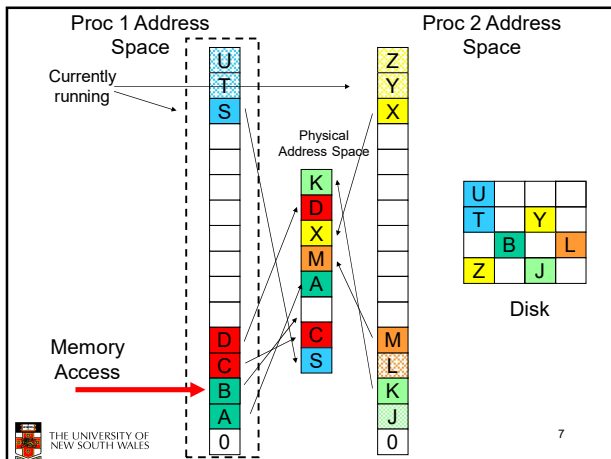 Proc 1 Address
Space
Proc 2 Address
Space
Currently
running
U
T
S
D
C
B
A
0
Physical
Address Space
K
D
X
M
A
C
S
Z
Y
X
M
L
K
J
0
U
T Y
B L
Z J
Disk
Memory
Access
THE UNIVERSITY OF
NEW SOUTH WALES
7